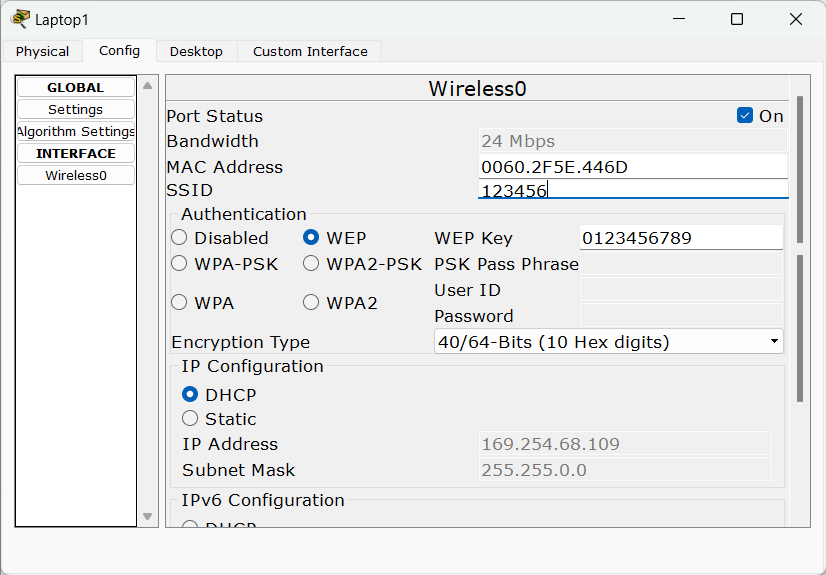 Laptop1
Physical Config Desktop Custom Interface
GLOBAL
Settings
Algorithm Settings
INTERFACE
Wireless0
Wireless0
Port Status On
Bandwidth 24 Mbps
MAC Address 0060.2F5E.446D
SSID 123456
Authentication
Disabled WEP WEP Key 0123456789
WPA-PSK WPA2-PSK PSK Pass Phrase
User ID
WPA WPA2
Password
Encryption Type 40/64-Bits (10 Hex digits)
IP Configuration
DHCP
Static
IP Address 169.254.68.109
Subnet Mask 255.255.0.0
IPv6 Configuration
DHCP